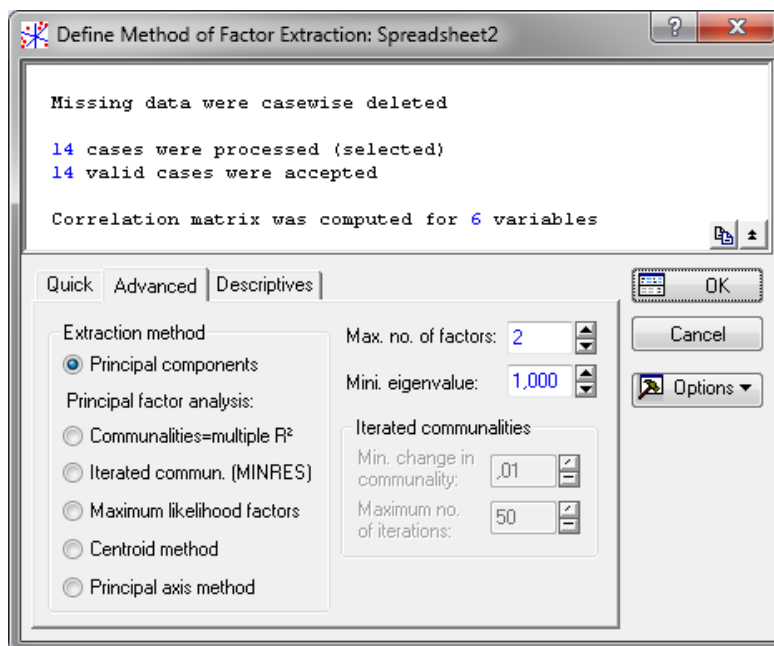 Define Method of Factor Extraction: Spreadsheet2
Missing data were casewise deleted
14 cases were processed (selected)
14 valid cases were accepted
Correlation matrix was computed for 6 variables
Quick Advanced Descriptives
OK
Cancel
Options
Extraction method
Principal components
Principal factor analysis:
Communalities=multiple R²
Iterated commun. (MINRES)
Maximum likelihood factors
Centroid method
Principal axis method
Max. no. of factors: 2
Mini. eigenvalue: 1,000
Iterated communalities
Min. change in
communality: ,01
Maximum no.
of iterations: 50